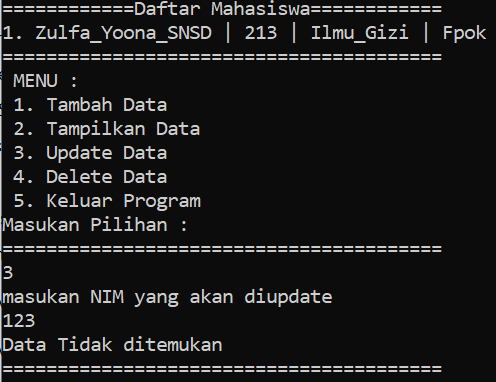 ============Daftar Mahasiswa============
1. Zulfa_Yoona_SNSD | 213 | Ilmu_Gizi | Fpok
========================================
MENU :
1. Tambah Data
2. Tampilkan Data
3. Update Data
4. Delete Data
5. Keluar Program
Masukan Pilihan :
========================================
3
masukan NIM yang akan diupdate
123
Data Tidak ditemukan
========================================